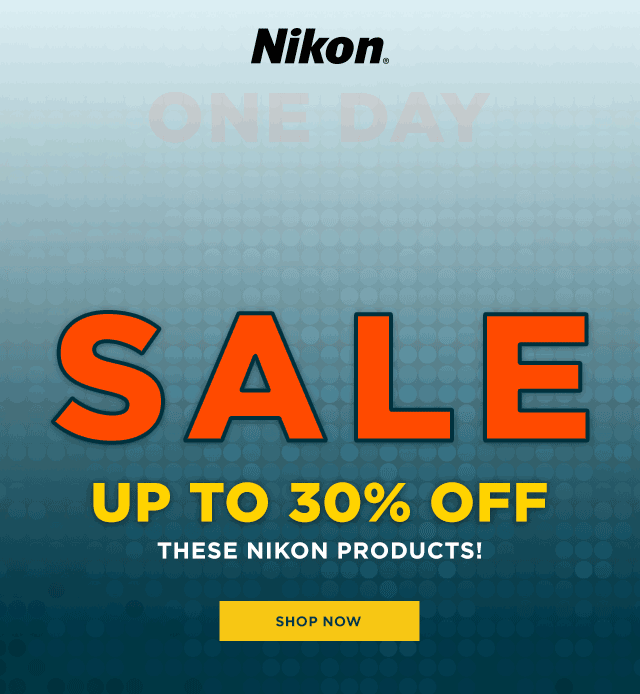 Nikon®
ONE DAY
SALE
UP TO 30% OFF
THESE NIKON PRODUCTS!
SHOP NOW